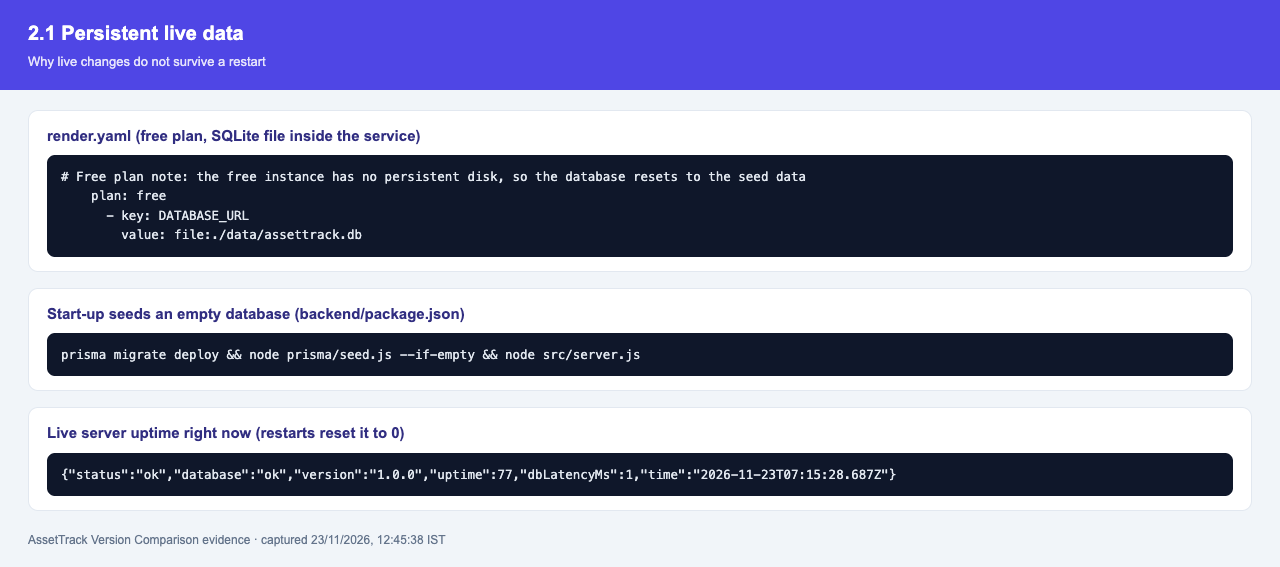 2.1 Persistent live data
Why live changes do not survive a restart
render.yaml (free plan, SQLite file inside the service)
# Free plan note: the free instance has no persistent disk, so the database resets to the seed data
plan: free
- key: DATABASE_URL
value: file:./data/assettrack.db
Start-up seeds an empty database (backend/package.json)
prisma migrate deploy && node prisma/seed.js --if-empty && node src/server.js
Live server uptime right now (restarts reset it to 0)
{"status":"ok","database":"ok","version":"1.0.0","uptime":77,"dbLatencyMs":1,"time":"2026-11-23T07:15:28.687Z"}
AssetTrack Version Comparison evidence · captured 23/11/2026, 12:45:38 IST